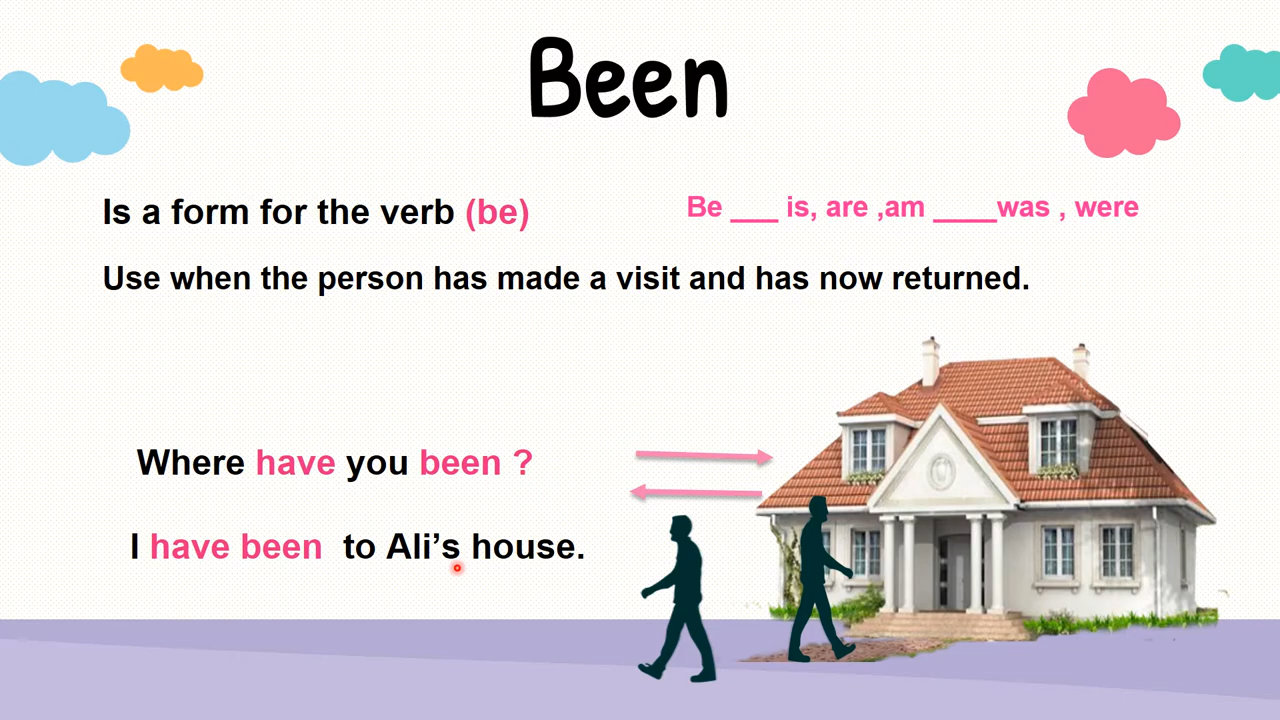 Been
Is a form for the verb (be)
Be ___ is, are ,am ____was , were
Use when the person has made a visit and has now returned.
Where have you been ?
I have been  to Ali’s house.